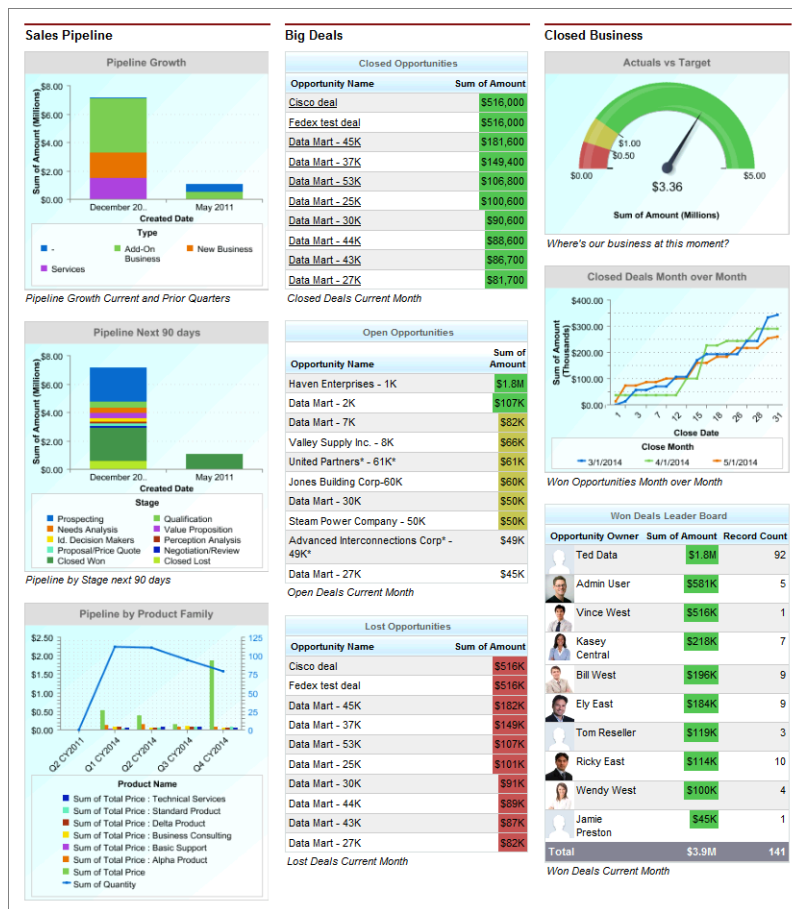 Sales Pipeline
Pipeline Growth
Sum of Amount (Millions)
$8.00
$6.00
$4.00
$2.00
$0.00
December 20..
May 2011
Created Date
Type
-
Add-On Business
New Business
Services
Pipeline Growth Current and Prior Quarters
Pipeline Next 90 days
Sum of Amount (Millions)
$8.00
$6.00
$4.00
$2.00
$0.00
December 20..
May 2011
Created Date
Stage
Prospecting
Qualification
Needs Analysis
Value Proposition
Id. Decision Makers
Perception Analysis
Proposal/Price Quote
Negotiation/Review
Closed Won
Closed Lost
Pipeline by Stage next 90 days
Pipeline by Product Family
$2.50
$2.00
$1.50
$1.00
$0.50
$0.00
125
100
75
50
25
0
Q2 CY2011
Q1 CY2014
Q2 CY2014
Q3 CY2014
Q4 CY2014
Product Name
Sum of Total Price : Technical Services
Sum of Total Price : Standard Product
Sum of Total Price : Delta Product
Sum of Total Price : Business Consulting
Sum of Total Price : Basic Support
Sum of Total Price : Alpha Product
Sum of Total Price
Sum of Quantity
Big Deals
Closed Opportunities
Opportunity Name Sum of Amount
Cisco deal $516,000
Fedex test deal $516,000
Data Mart - 45K $181,600
Data Mart - 37K $149,400
Data Mart - 53K $106,800
Data Mart - 25K $100,600
Data Mart - 30K $90,600
Data Mart - 44K $88,600
Data Mart - 43K $86,700
Data Mart - 27K $81,700
Closed Deals Current Month
Open Opportunities
Opportunity Name Sum of Amount
Haven Enterprises - 1K $1.8M
Data Mart - 2K $107K
Data Mart - 7K $82K
Valley Supply Inc. - 8K $66K
United Partners* - 61K* $61K
Jones Building Corp-60K $60K
Data Mart - 30K $50K
Steam Power Company - 50K $50K
Advanced Interconnections Corp* - 49K* $49K
Data Mart - 27K $45K
Open Deals Current Month
Lost Opportunities
Opportunity Name Sum of Amount
Cisco deal $516K
Fedex test deal $516K
Data Mart - 45K $182K
Data Mart - 37K $149K
Data Mart - 53K $107K
Data Mart - 25K $101K
Data Mart - 30K $91K
Data Mart - 44K $89K
Data Mart - 43K $87K
Data Mart - 27K $82K
Lost Deals Current Month
Closed Business
Actuals vs Target
$1.00
$0.50
$0.00
$5.00
$3.36
Sum of Amount (Millions)
Where's our business at this moment?
Closed Deals Month over Month
Sum of Amount (Thousands)
$400.00
$300.00
$200.00
$100.00
$0.00
1
3
7
12
15
18
26
28
31
Close Date
Close Month
3/1/2014
4/1/2014
5/1/2014
Won Opportunities Month over Month
Won Deals Leader Board
Opportunity Owner Sum of Amount Record Count
Ted Data $1.8M 92
Admin User $581K 5
Vince West $516K 1
Kasey Central $218K 7
Bill West $196K 9
Ely East $184K 9
Tom Reseller $119K 3
Ricky East $114K 10
Wendy West $100K 4
Jamie Preston $45K 1
Total $3.9M 141
Won Deals Current Month